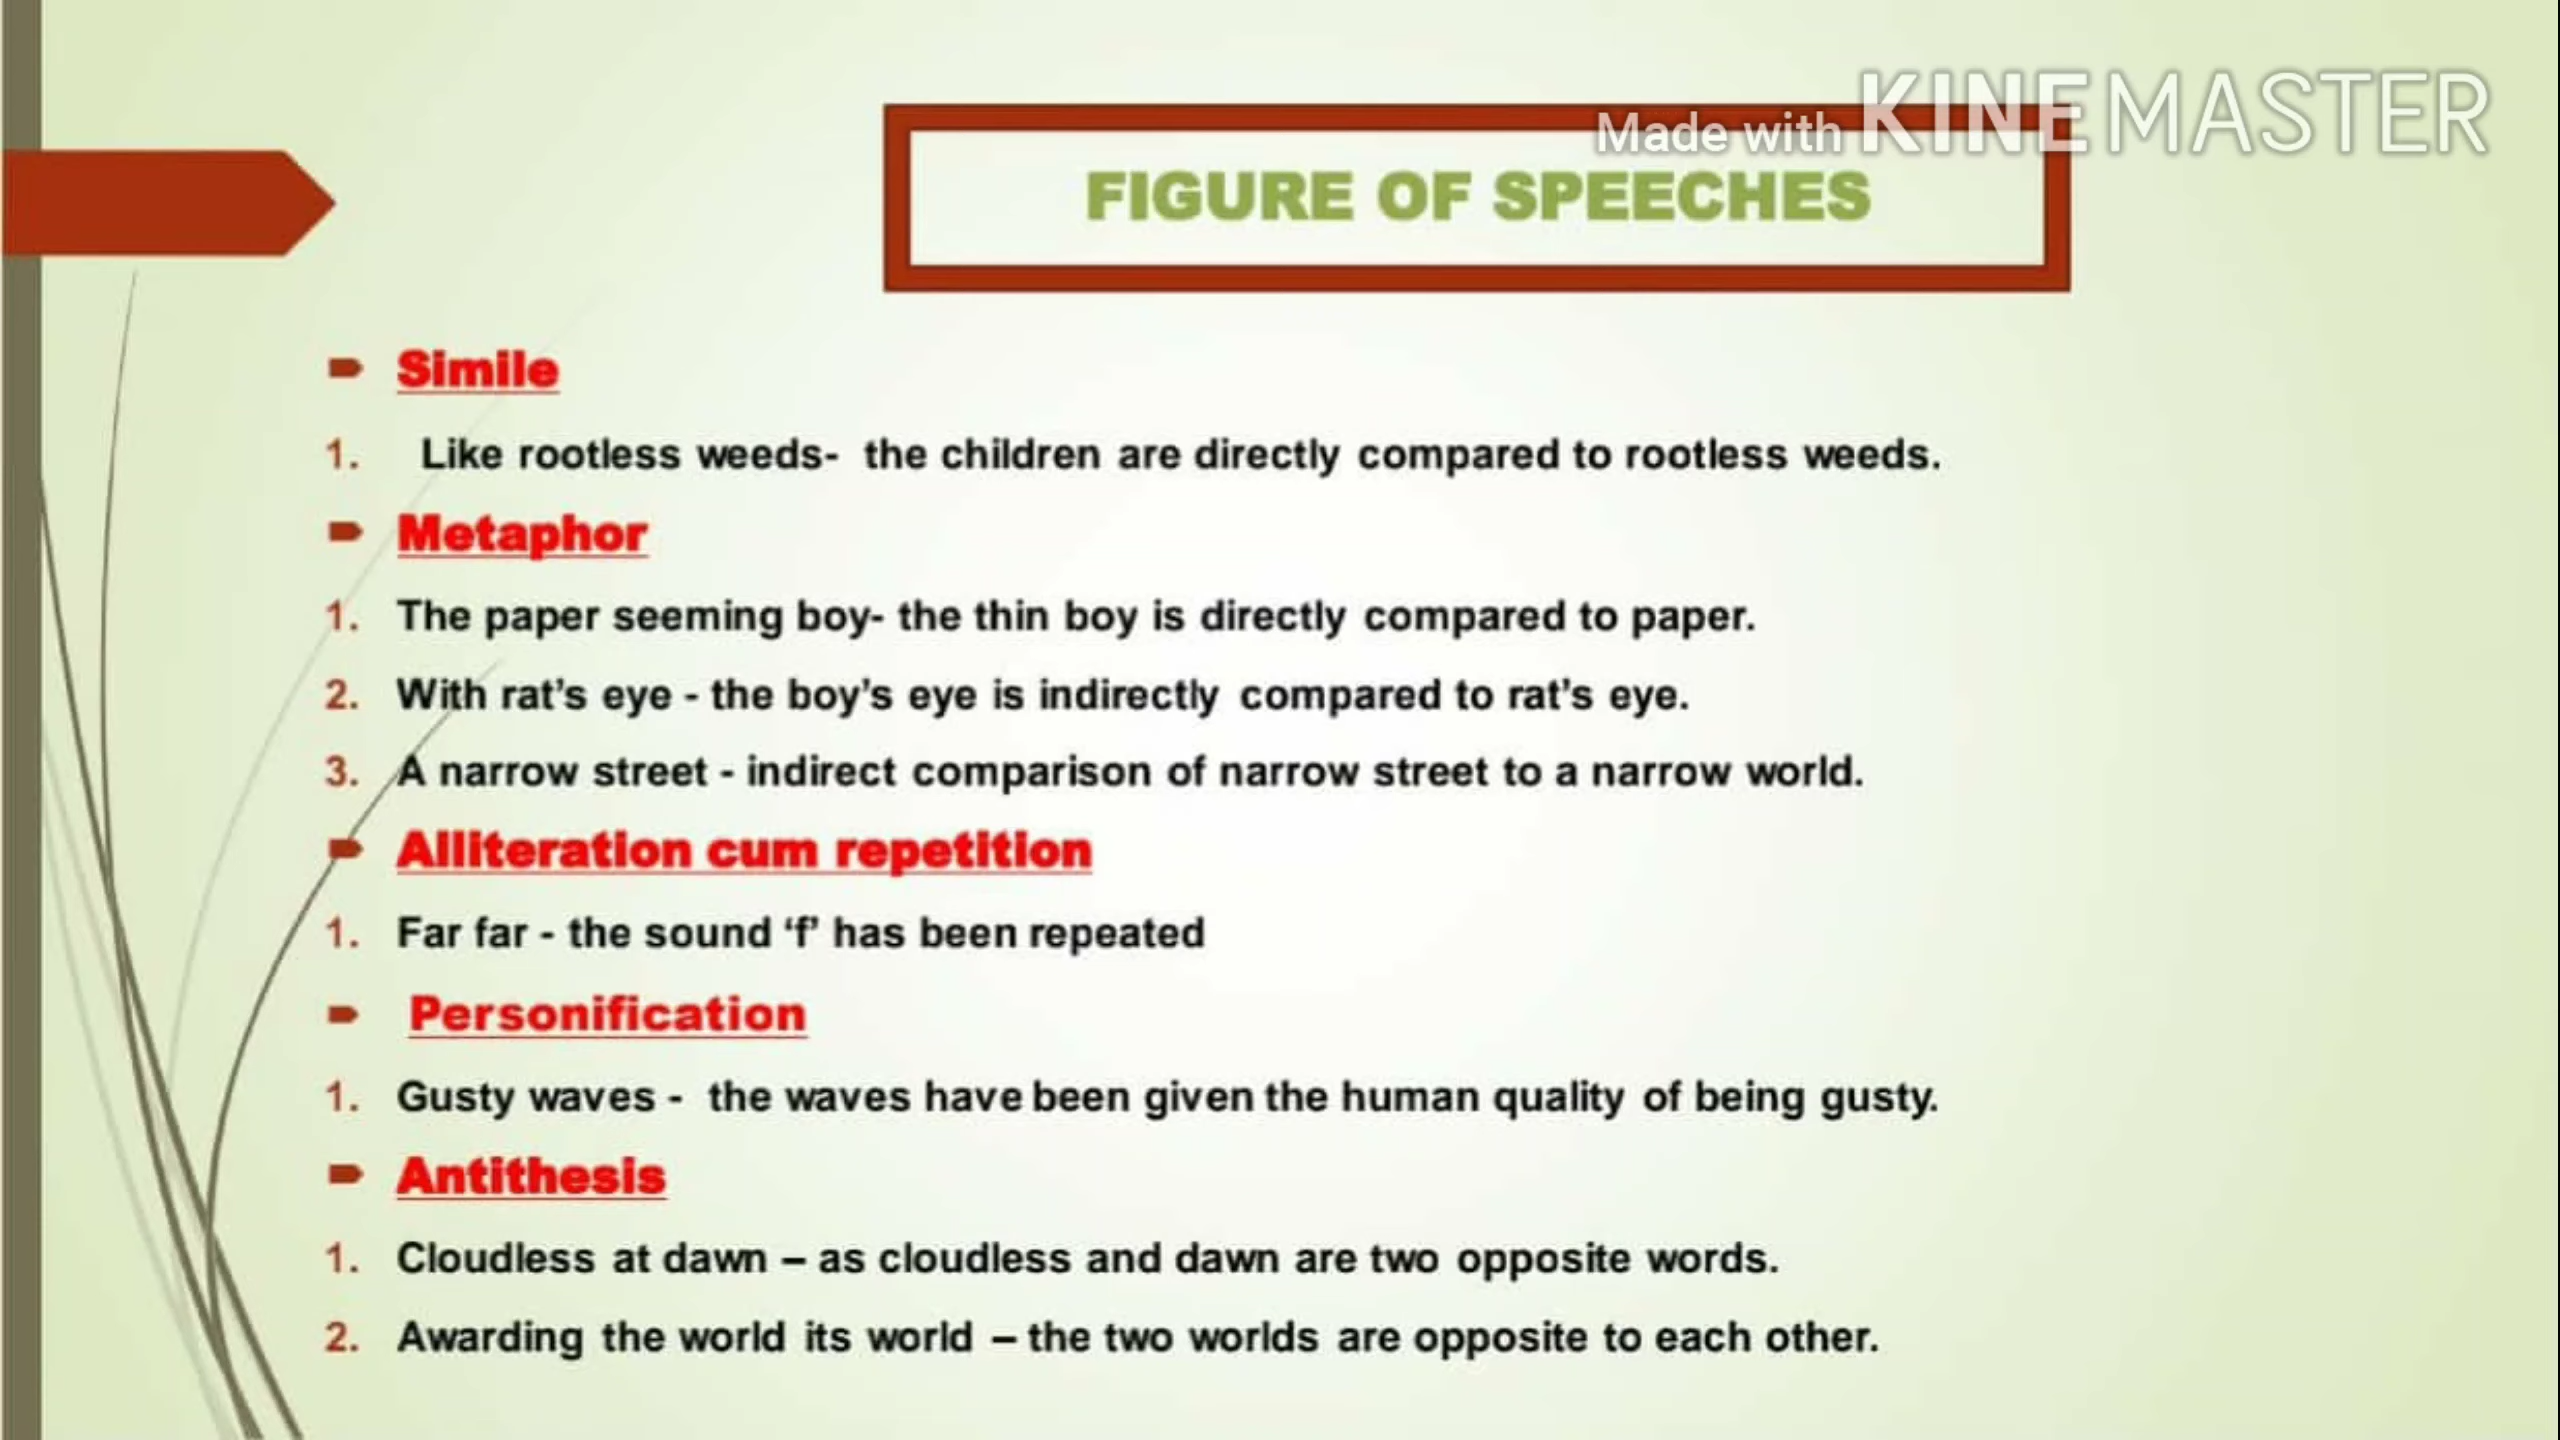 Made with KINEMASTER
FIGURE OF SPEECHES
Simile
1. Like rootless weeds- the children are directly compared to rootless weeds.
Metaphor
1. The paper seeming boy- the thin boy is directly compared to paper.
2. With rat's eye - the boy's eye is indirectly compared to rat's eye.
3. A narrow street - indirect comparison of narrow street to a narrow world.
Alliteration cum repetition
1. Far far - the sound ‘f’ has been repeated
Personification
1. Gusty waves - the waves have been given the human quality of being gusty.
Antithesis
1. Cloudless at dawn – as cloudless and dawn are two opposite words.
2. Awarding the world its world – the two worlds are opposite to each other.